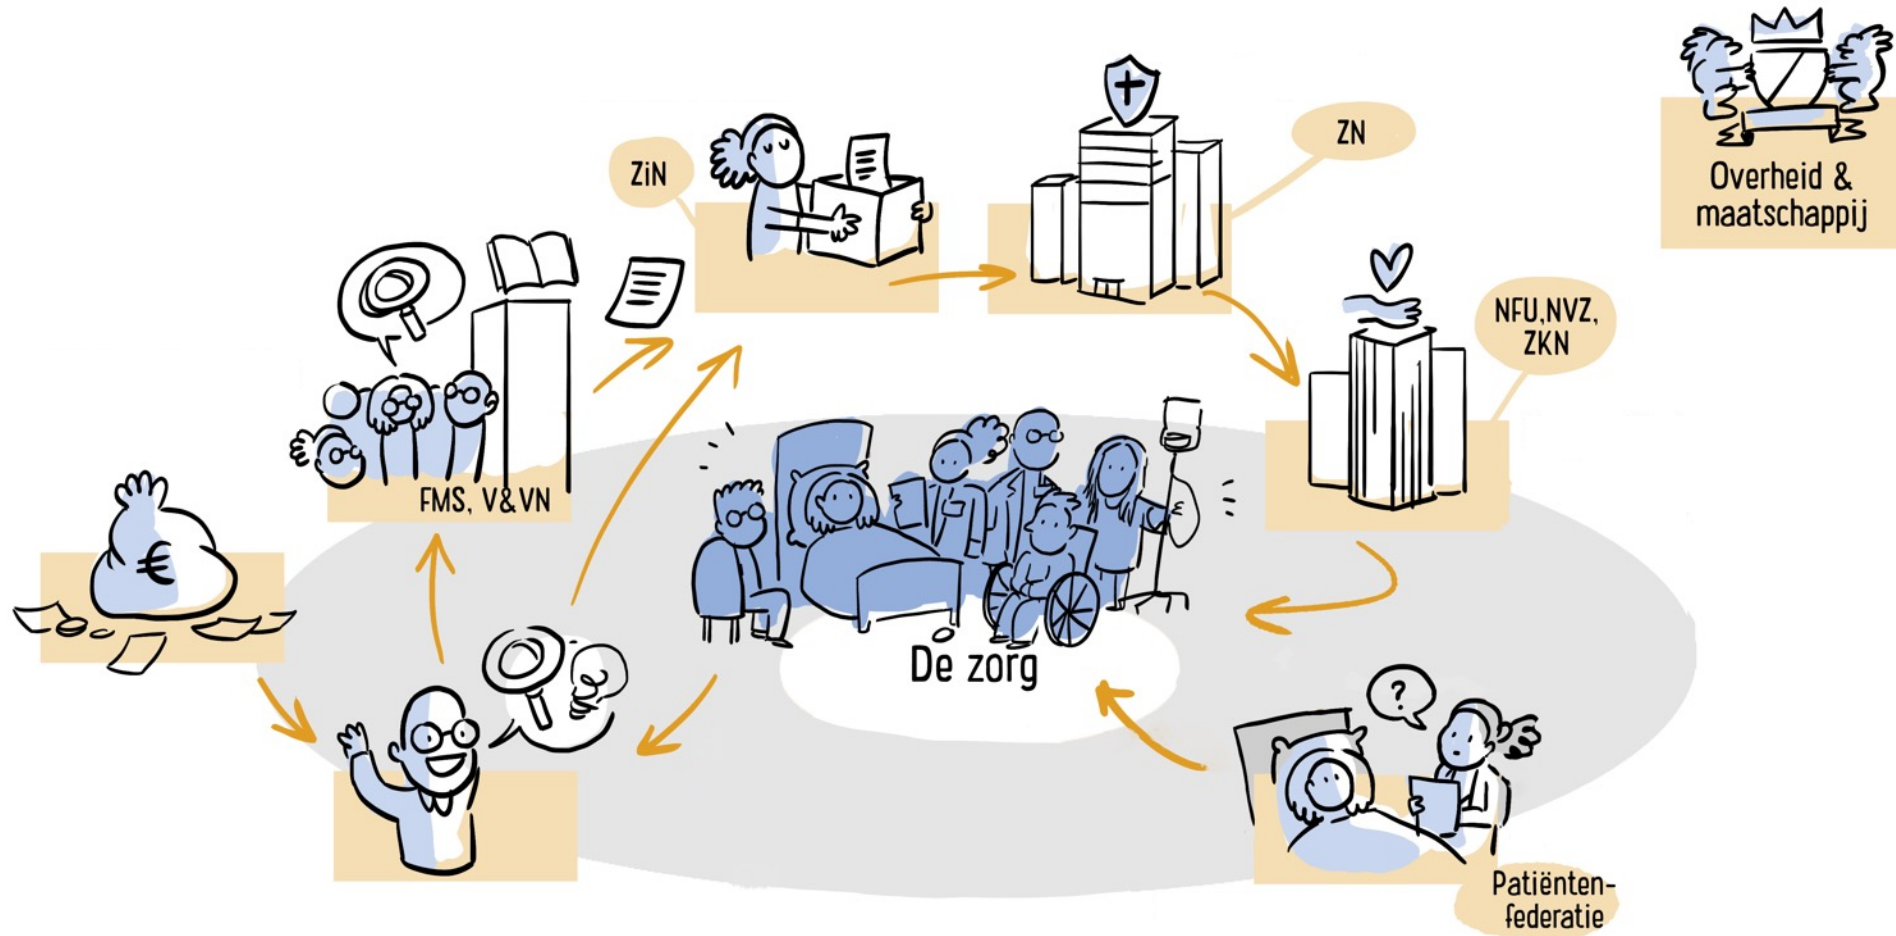 ZiN
ZN
Overheid &
maatschappij
NFU,NVZ,
ZKN
FMS, V&VN
€
De zorg
?
Patiënten-
federatie